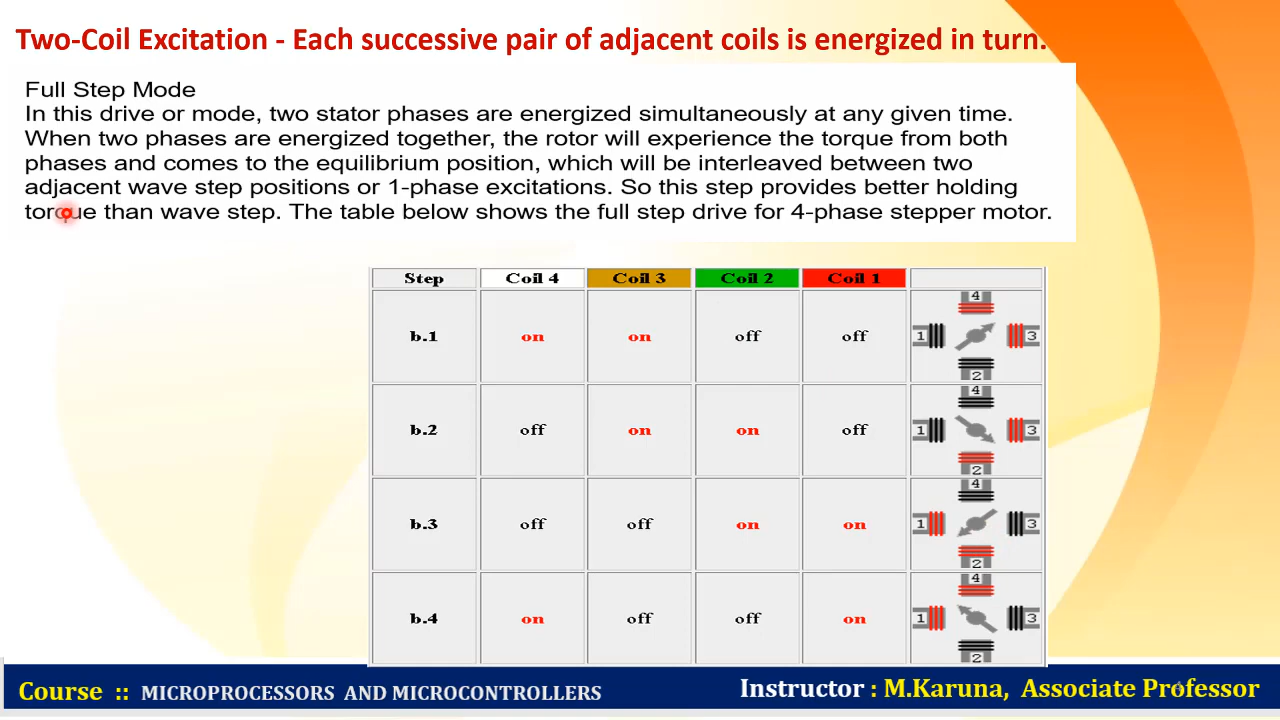 Two-Coil Excitation - Each successive pair of adjacent coils is energized in turn.
Full Step Mode
In this drive or mode, two stator phases are energized simultaneously at any given time.
When two phases are energized together, the rotor will experience the torque from both
phases and comes to the equilibrium position, which will be interleaved between two
adjacent wave step positions or 1-phase excitations. So this step provides better holding
torque than wave step. The table below shows the full step drive for 4-phase stepper motor.
Step Coil 4 Coil 3 Coil 2 Coil 1
4
b.1 on on off off 1 3
2
4
b.2 off on on off 1 3
2
4
b.3 off off on on 1 3
2
4
b.4 on off off on 1 3
2
Course :: MICROPROCESSORS AND MICROCONTROLLERS Instructor : M.Karuna, Associate Professor